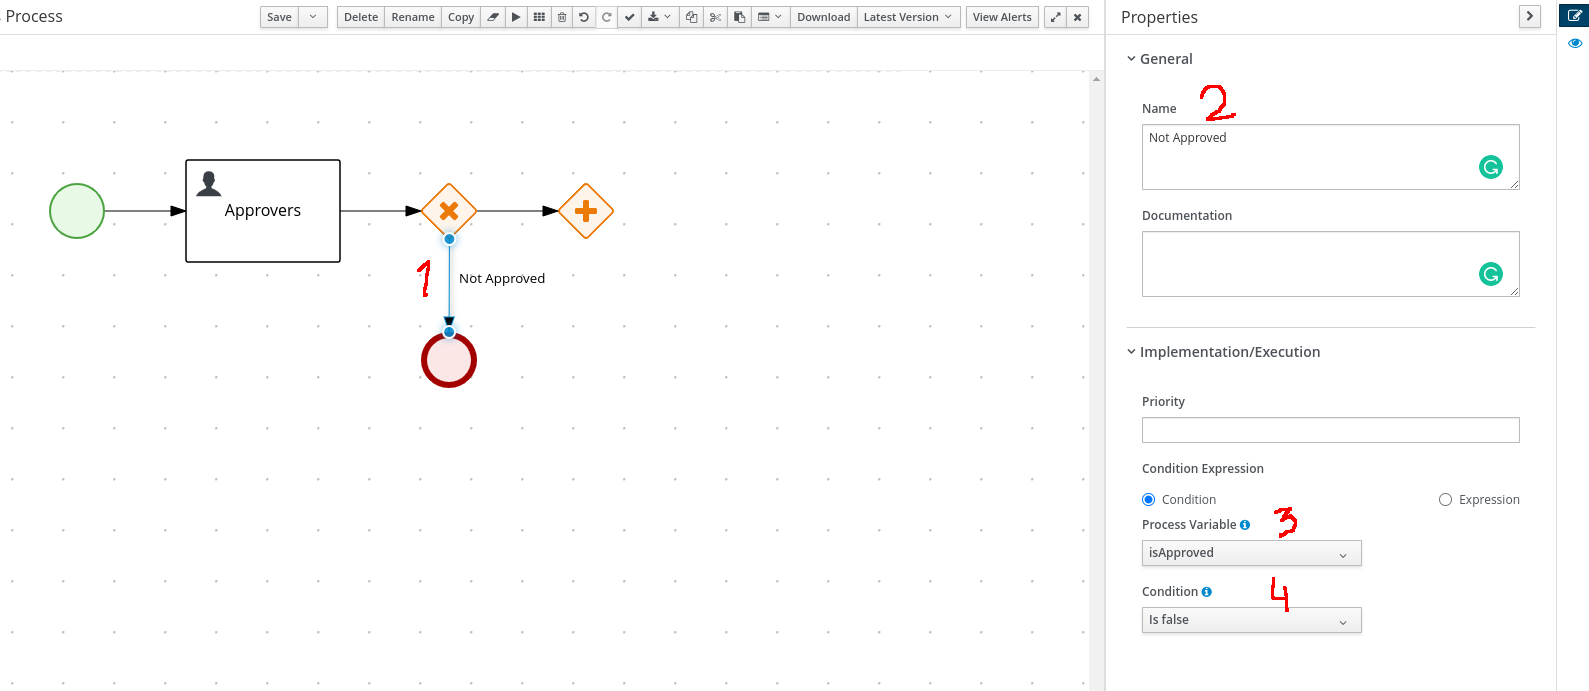 Process
Save
Delete
Rename
Copy
Download
Latest Version
View Alerts
Approvers
1
Not Approved
Properties
General
Name
2
Not Approved
Documentation
Implementation/Execution
Priority
Condition Expression
Condition
Expression
Process Variable
3
isApproved
Condition
4
Is false